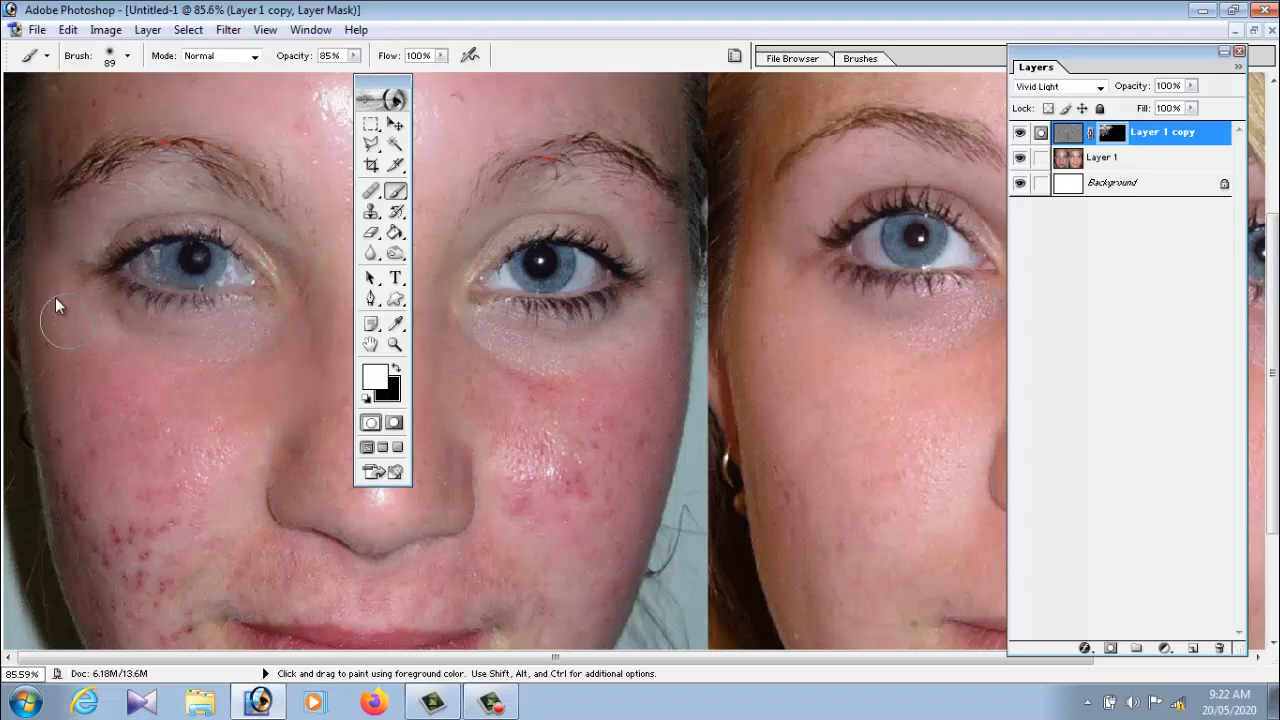 Adobe Photoshop - [Untitled-1 @ 85.6% (Layer 1 copy, Layer Mask)]
File Edit Image Layer Select Filter View Window Help
Brush: 89 Mode: Normal Opacity: 85% Flow: 100% File Browser Brushes
Layers
Vivid Light Opacity: 100%
Lock: Fill: 100%
Layer 1 copy
Layer 1
Background
T
85.59% Doc: 6.18M/13.6M Click and drag to paint using foreground color. Use Shift, Alt, and Ctrl for additional options.
9:22 AM
20/05/2020